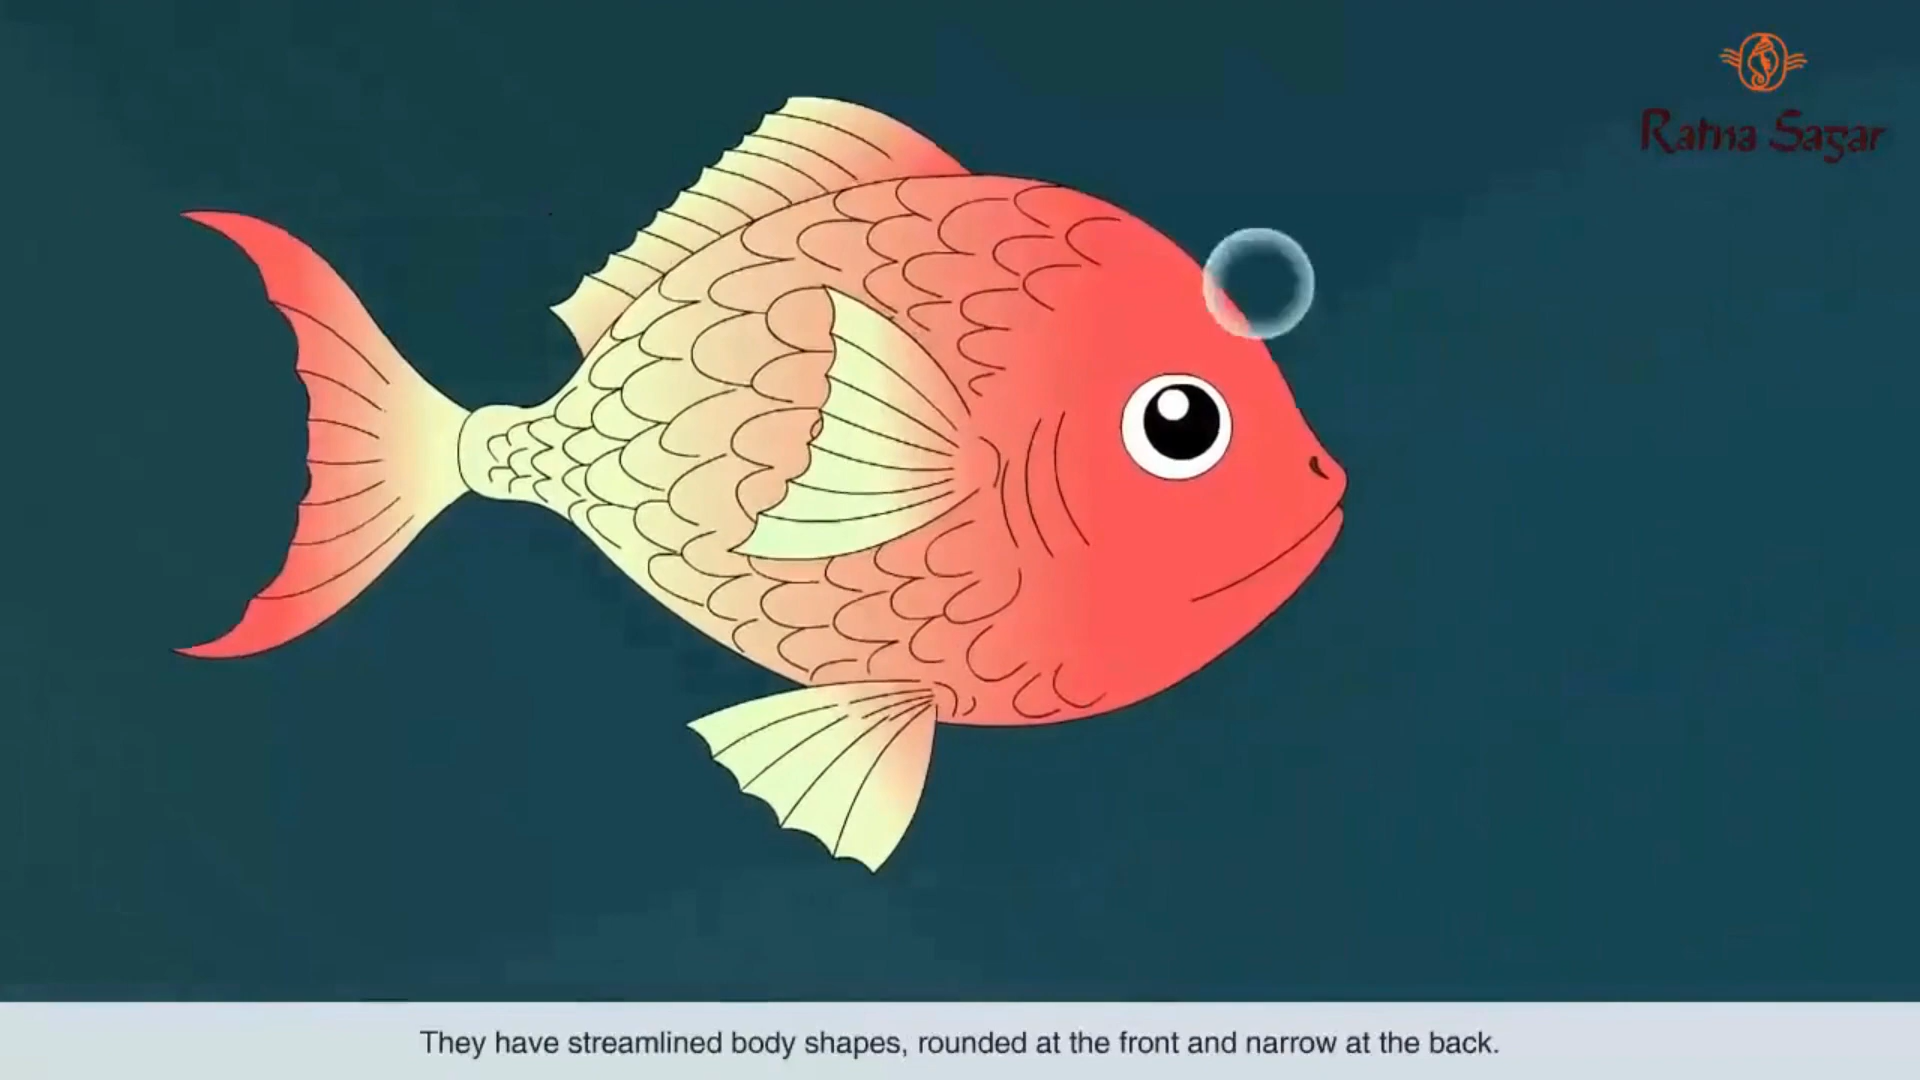 Ratna Sagar
They have streamlined body shapes, rounded at the front and narrow at the back.